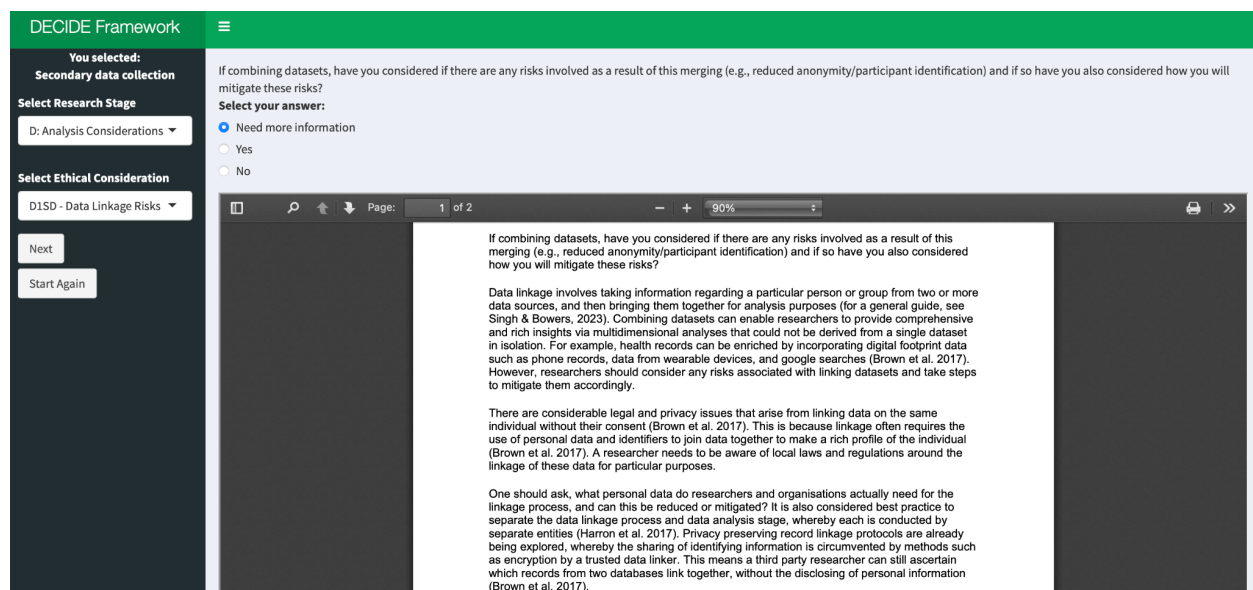 DECIDE Framework
You selected:
Secondary data collection
Select Research Stage
D: Analysis Considerations
Select Ethical Consideration
D1SD - Data Linkage Risks
Next
Start Again
If combining datasets, have you considered if there are any risks involved as a result of this merging (e.g., reduced anonymity/participant identification) and if so have you also considered how you will
mitigate these risks?
Select your answer:
Need more information
Yes
No
Page: 1 of 2
90%
If combining datasets, have you considered if there are any risks involved as a result of this
merging (e.g., reduced anonymity/participant identification) and if so have you also considered
how you will mitigate these risks?
Data linkage involves taking information regarding a particular person or group from two or more
data sources, and then bringing them together for analysis purposes (for a general guide, see
Singh & Bowers, 2023). Combining datasets can enable researchers to provide comprehensive
and rich insights via multidimensional analyses that could not be derived from a single dataset
in isolation. For example, health records can be enriched by incorporating digital footprint data
such as phone records, data from wearable devices, and google searches (Brown et al. 2017).
However, researchers should consider any risks associated with linking datasets and take steps
to mitigate them accordingly.
There are considerable legal and privacy issues that arise from linking data on the same
individual without their consent (Brown et al. 2017). This is because linkage often requires the
use of personal data and identifiers to join data together to make a rich profile of the individual
(Brown et al. 2017). A researcher needs to be aware of local laws and regulations around the
linkage of these data for particular purposes.
One should ask, what personal data do researchers and organisations actually need for the
linkage process, and can this be reduced or mitigated? It is also considered best practice to
separate the data linkage process and data analysis stage, whereby each is conducted by
separate entities (Harron et al. 2017). Privacy preserving record linkage protocols are already
being explored, whereby the sharing of identifying information is circumvented by methods such
as encryption by a trusted data linker. This means a third party researcher can still ascertain
which records from two databases link together, without the disclosing of personal information
(Brown et al. 2017).